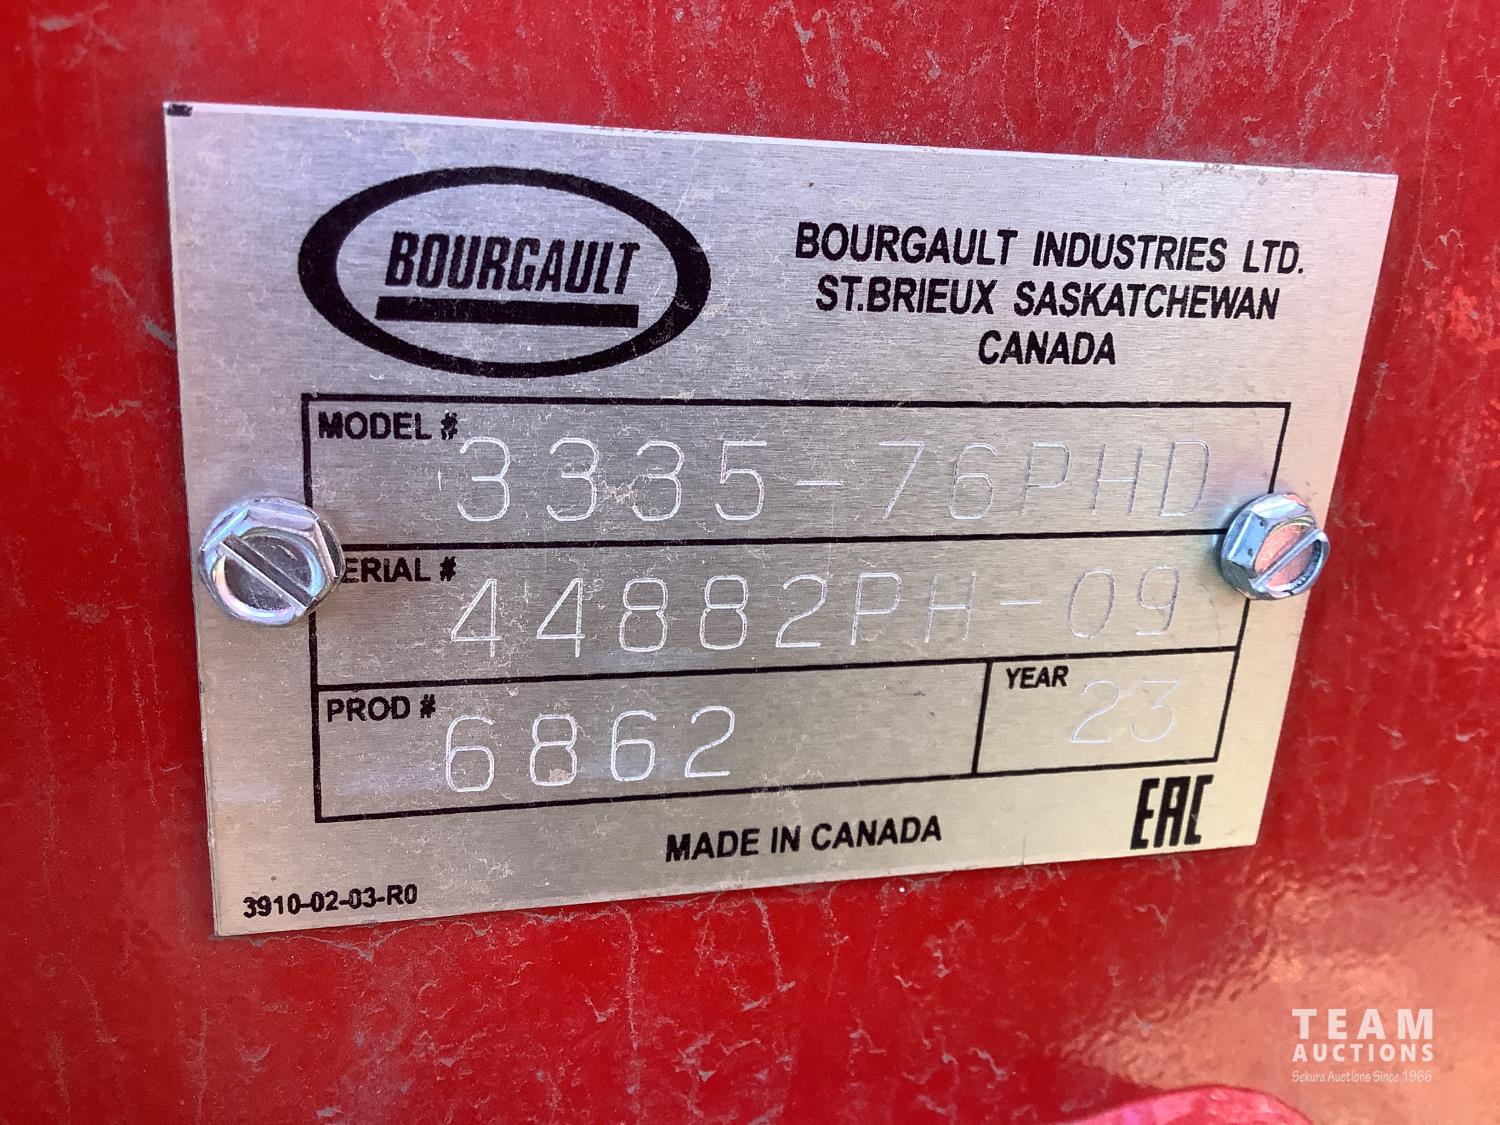 BOURGAULT
BOURGAULT INDUSTRIES LTD.
ST.BRIEUX SASKATCHEWAN
CANADA
MODEL # 3335-76PHD
ERIAL # 44882PH-09
PROD # 6862
YEAR 23
EAC
MADE IN CANADA
3910-02-03-R0
TEAM
AUCTIONS
Sekura Auctions Since 1966